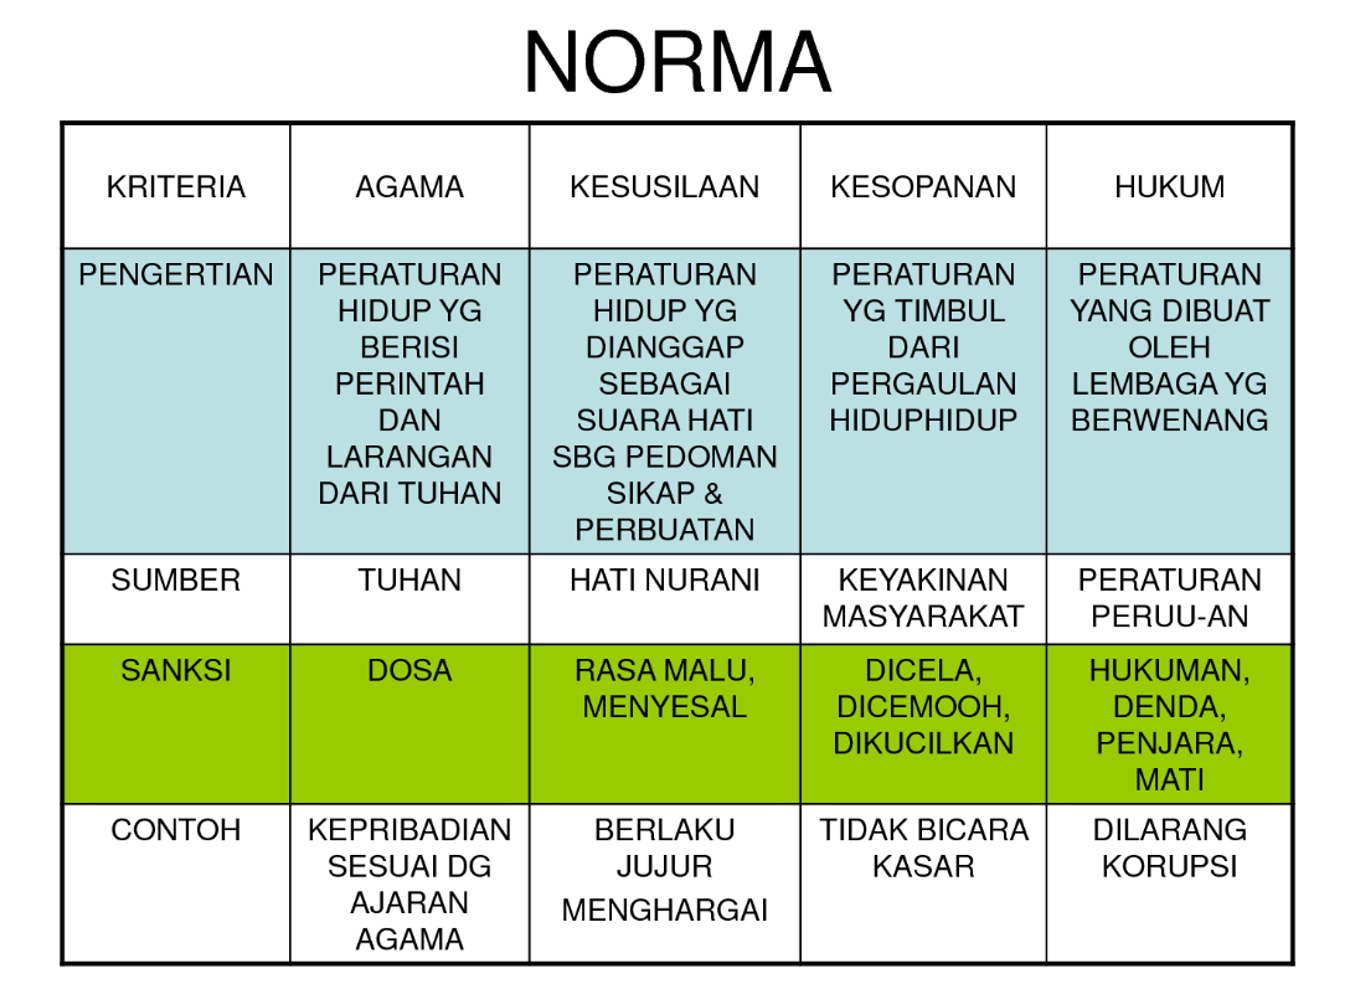 NORMA
KRITERIA
AGAMA
KESUSILAAN
KESOPANAN
HUKUM
PENGERTIAN
PERATURAN
HIDUP YG
BERISI
PERINTAH
DAN
LARANGAN
DARI TUHAN
PERATURAN
HIDUP YG
DIANGGAP
SEBAGAI
SUARA HATI
SBG PEDOMAN
SIKAP &
PERBUATAN
PERATURAN
YG TIMBUL
DARI
PERGAULAN
HIDUPHIDUP
PERATURAN
YANG DIBUAT
OLEH
LEMBAGA YG
BERWENANG
SUMBER
TUHAN
HATI NURANI
KEYAKINAN
MASYARAKAT
PERATURAN
PERUU-AN
SANKSI
DOSA
RASA MALU,
MENYESAL
DICELA,
DICEMOOH,
DIKUCILKAN
HUKUMAN,
DENDA,
PENJARA,
MATI
CONTOH
KEPRIBADIAN
SESUAI DG
AJARAN
AGAMA
BERLAKU
JUJUR
MENGHARGAI
TIDAK BICARA
KASAR
DILARANG
KORUPSI